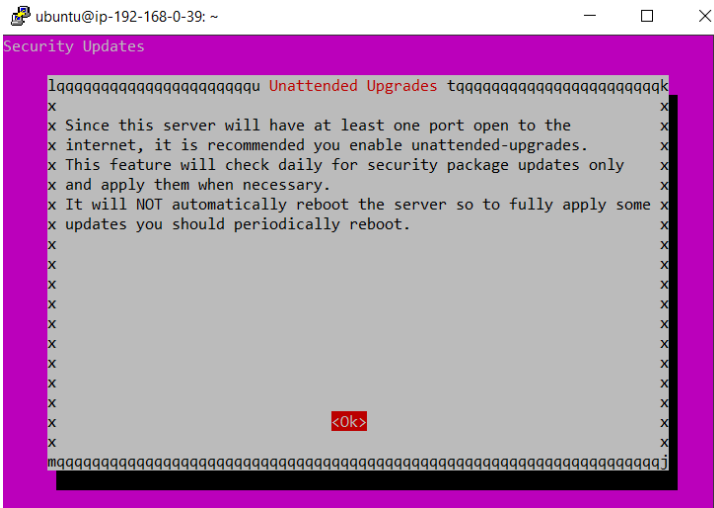 ubuntu@ip-192-168-0-39: ~
Security Updates
lqqqqqqqqqqqqqqqqqqqqqqu Unattended Upgrades tqqqqqqqqqqqqqqqqqqqqqqqk
x x
x Since this server will have at least one port open to the x
x internet, it is recommended you enable unattended-upgrades. x
x This feature will check daily for security package updates only x
x and apply them when necessary. x
x It will NOT automatically reboot the server so to fully apply some x
x updates you should periodically reboot. x
x x
x x
x x
x x
x x
x x
x x
x x
x x
x <Ok> x
x x
mqqqqqqqqqqqqqqqqqqqqqqqqqqqqqqqqqqqqqqqqqqqqqqqqqqqqqqqqqqqqqqqqqqqqj